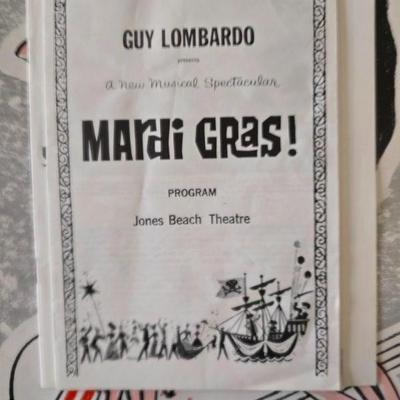 GUY LOMBARDO
presents
a new Musical Spectacular
MARdi GRas!
PROGRAM
Jones Beach Theatre